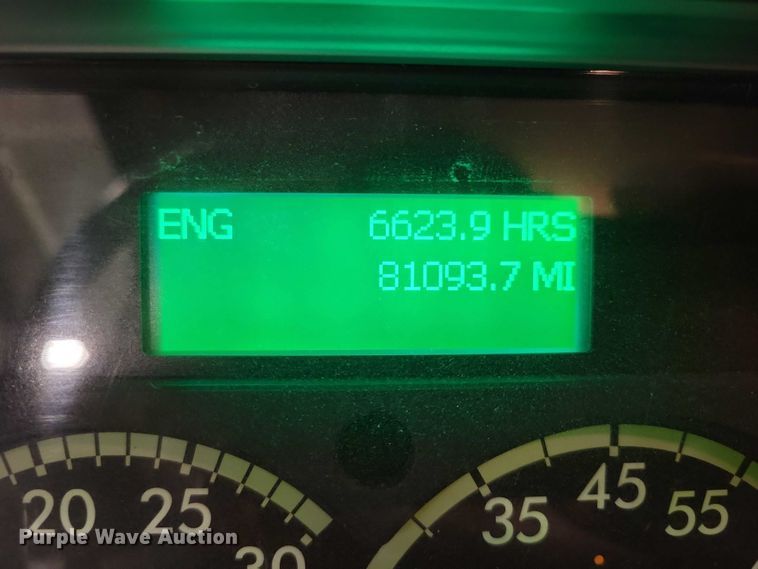 ENG 6623.9 HRS
81093.7 MI
20 25 30
35 45 55
Purple Wave Auction